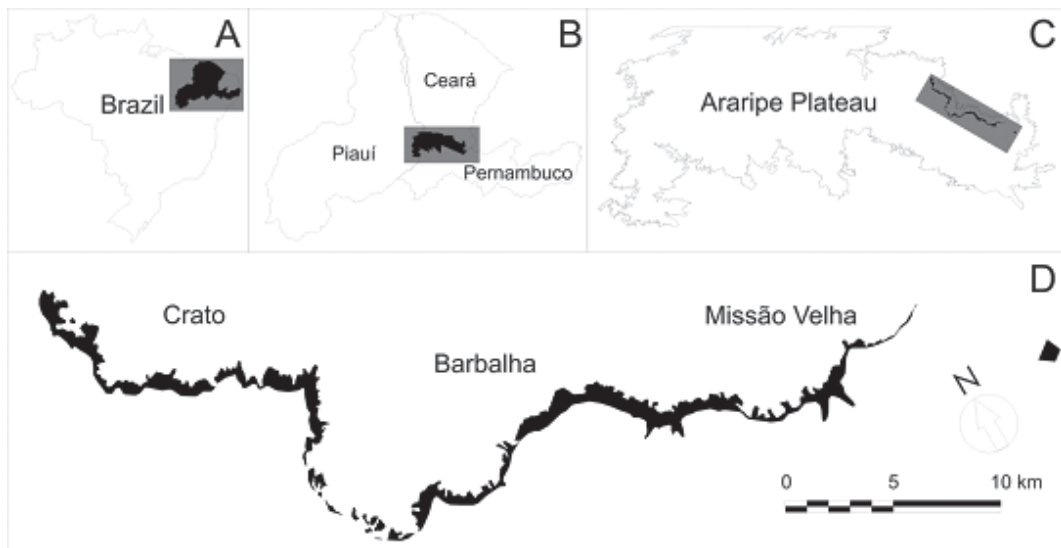 A
Brazil
B
Ceará
Piauí
Pernambuco
C
Araripe Plateau
D
Crato
Barbalha
Missão Velha
N
0 5 10 km